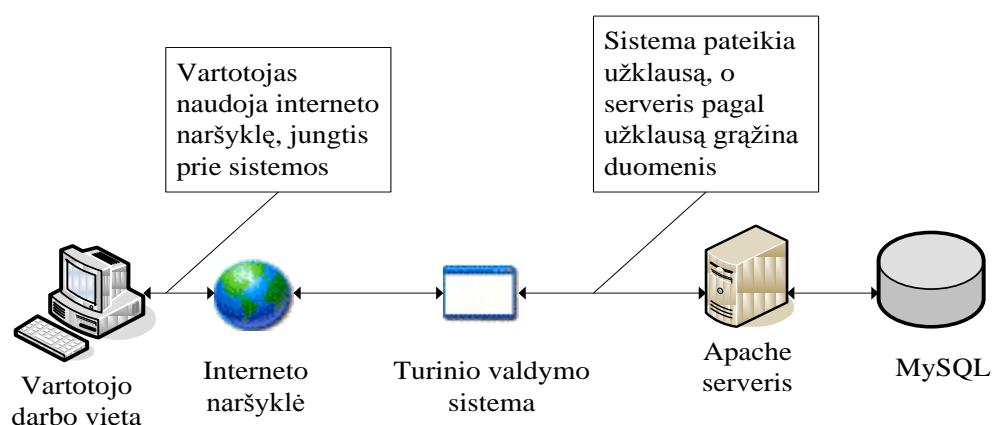 Vartotojas
naudoja interneto
naršyklę, jungtis
prie sistemos
Sistema pateikia
užklausą, o
serveris pagal
užklausą grąžina
duomenis
Vartotojo
darbo vieta
Interneto
naršyklė
Turinio valdymo
sistema
Apache
serveris
MySQL